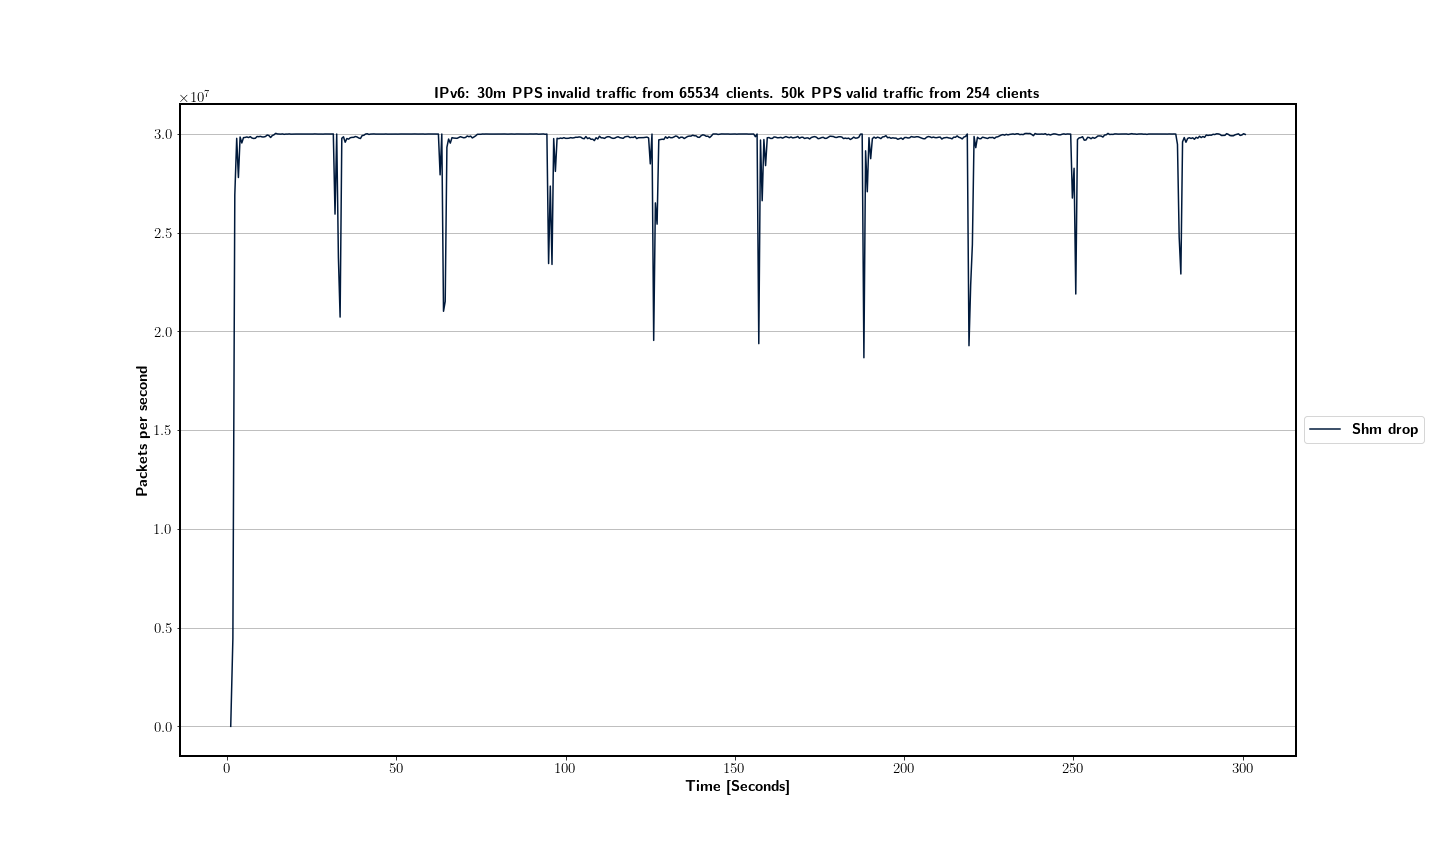 IPv6: 30m PPS invalid traffic from 65534 clients. 50k PPS valid traffic from 254 clients
×10⁷
3.0
2.5
2.0
1.5
1.0
0.5
0.0
Packets per second
0 50 100 150 200 250 300
Time [Seconds]
Shm drop